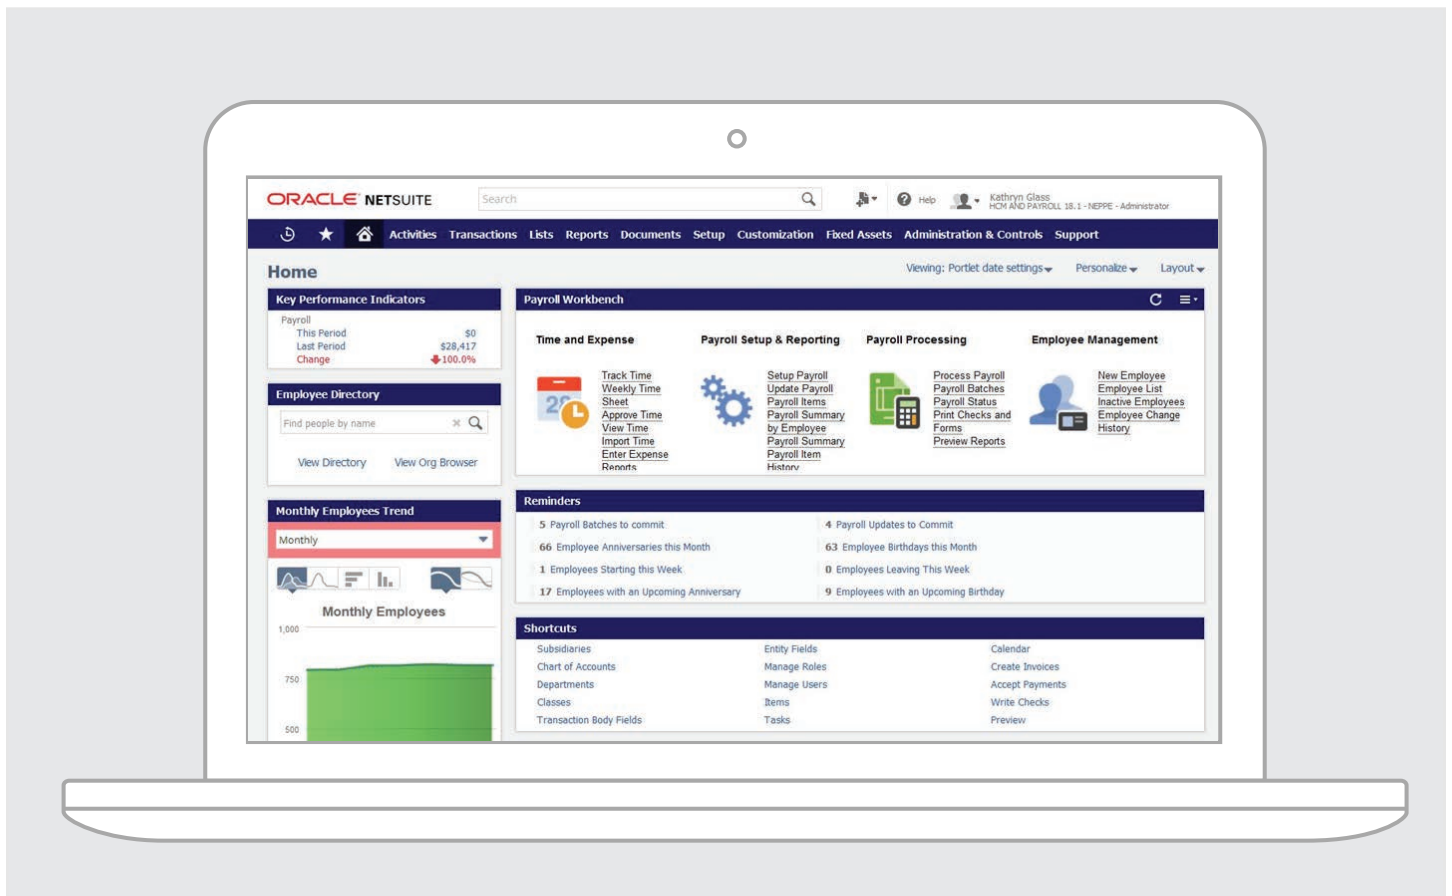 ORACLE NETSUITE
Search
Help
Kathryn Glass
HCM AND PAYROLL 18.1 - NEPPE - Administrator
Activities Transactions Lists Reports Documents Setup Customization Fixed Assets Administration & Controls Support
Home
Viewing: Portlet date settings Personalize Layout
Key Performance Indicators
Payroll
This Period $0
Last Period $28,417
Change 100.0%
Employee Directory
Find people by name
View Directory View Org Browser
Monthly Employees Trend
Monthly
Monthly Employees
1,000
750
500
Payroll Workbench
Time and Expense
28
Track Time
Weekly Time
Sheet
Approve Time
View Time
Import Time
Enter Expense
Reports
Payroll Setup & Reporting
Setup Payroll
Update Payroll
Payroll Items
Payroll Summary
by Employee
Payroll Summary
Payroll Item
History
Payroll Processing
Process Payroll
Payroll Batches
Payroll Status
Print Checks and
Forms
Preview Reports
Employee Management
New Employee
Employee List
Inactive Employees
Employee Change
History
Reminders
5 Payroll Batches to commit
4 Payroll Updates to Commit
66 Employee Anniversaries this Month
63 Employee Birthdays this Month
1 Employees Starting this Week
0 Employees Leaving This Week
17 Employees with an Upcoming Anniversary
9 Employees with an Upcoming Birthday
Shortcuts
Subsidiaries
Chart of Accounts
Departments
Classes
Transaction Body Fields
Entity Fields
Manage Roles
Manage Users
Items
Tasks
Calendar
Create Invoices
Accept Payments
Write Checks
Preview